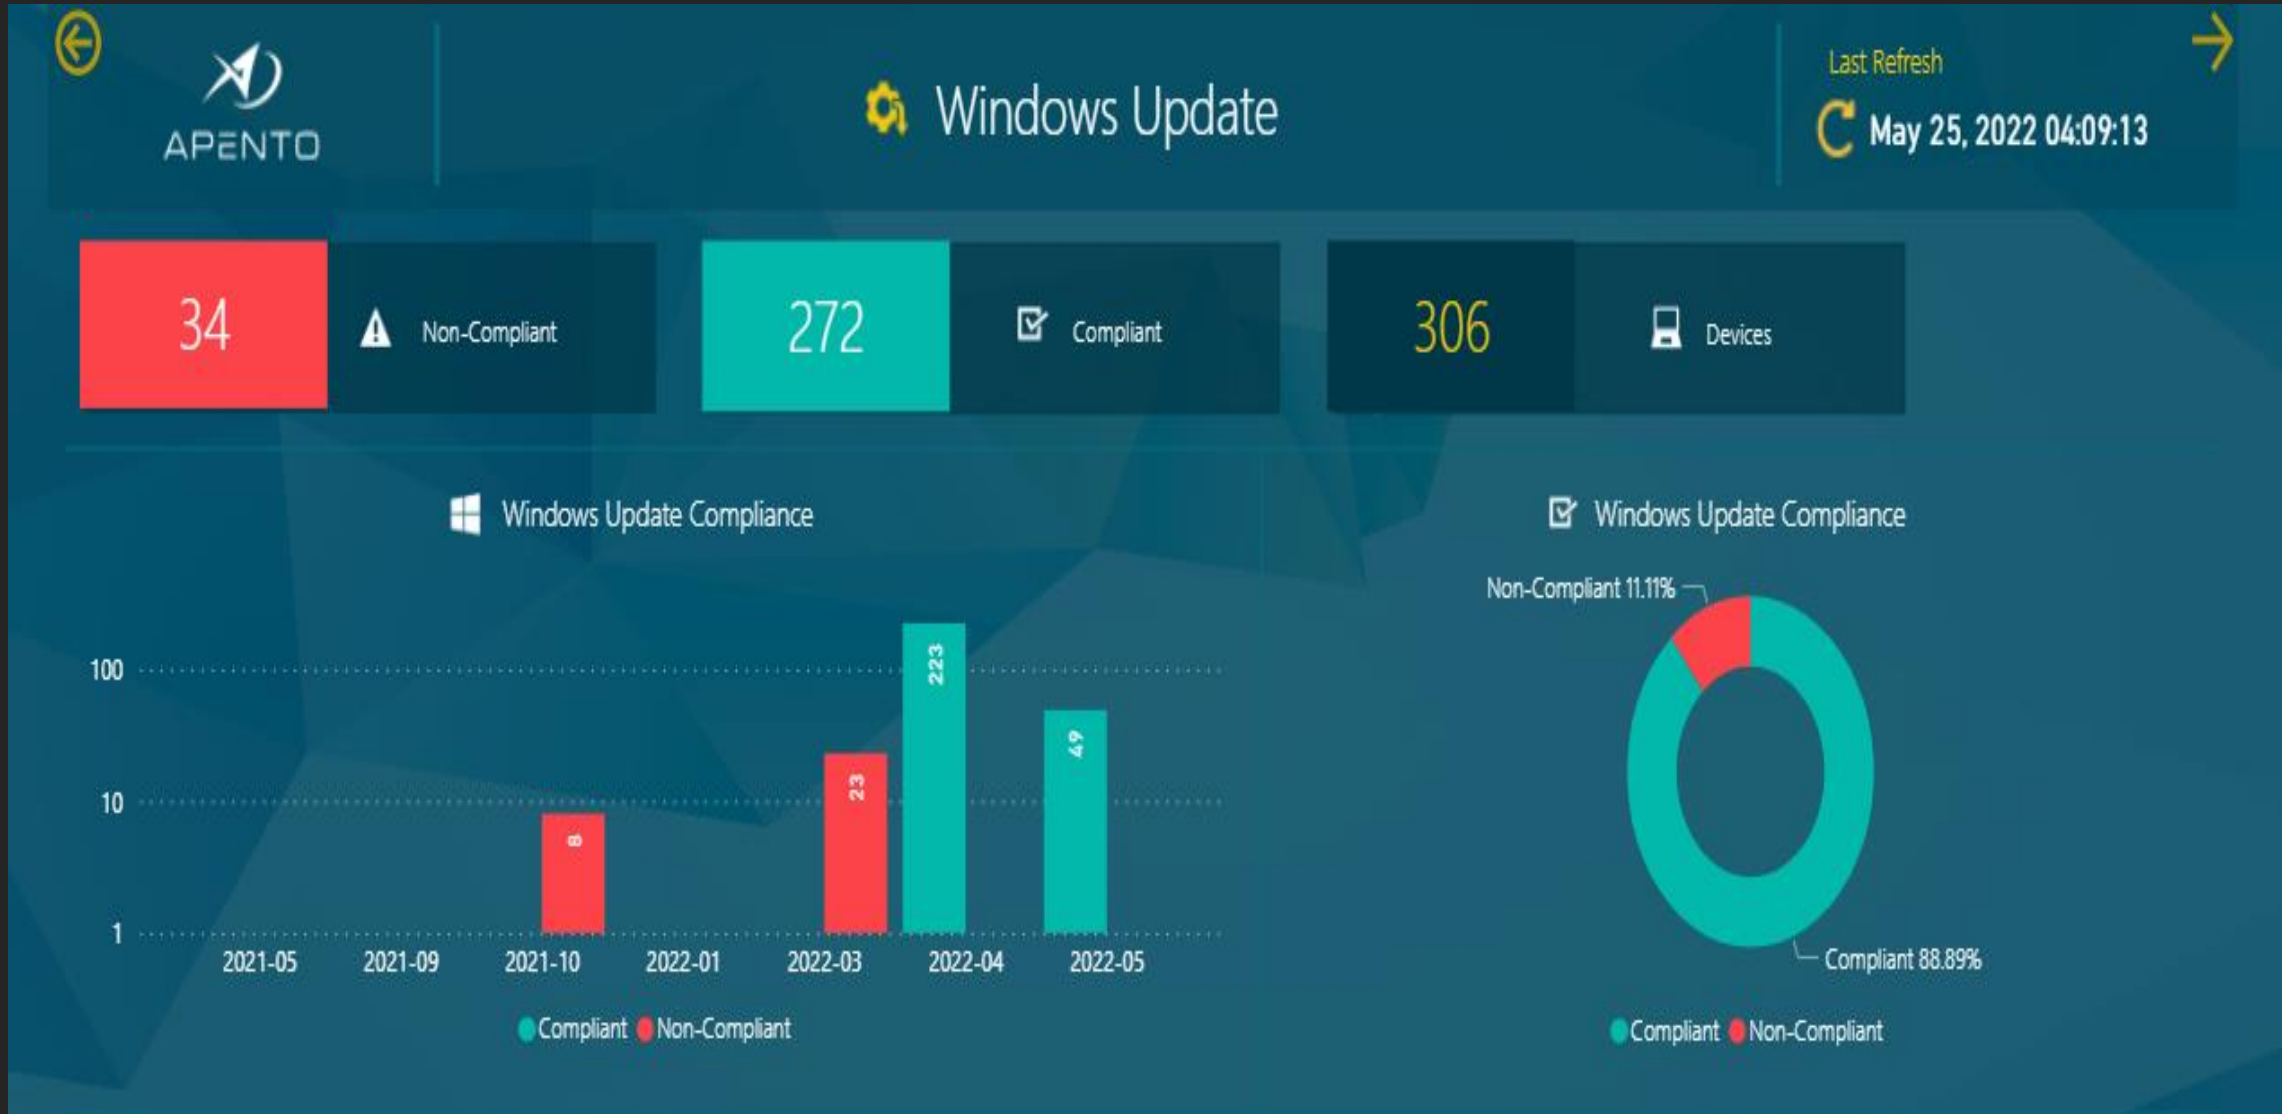 APENTO
Windows Update
Last Refresh
May 25, 2022 04:09:13
34
Non-Compliant
272
Compliant
306
Devices
Windows Update Compliance
100
10
1
8
23
223
49
2021-05
2021-09
2021-10
2022-01
2022-03
2022-04
2022-05
Compliant Non-Compliant
Windows Update Compliance
Non-Compliant 11.11%
Compliant 88.89%
Compliant Non-Compliant